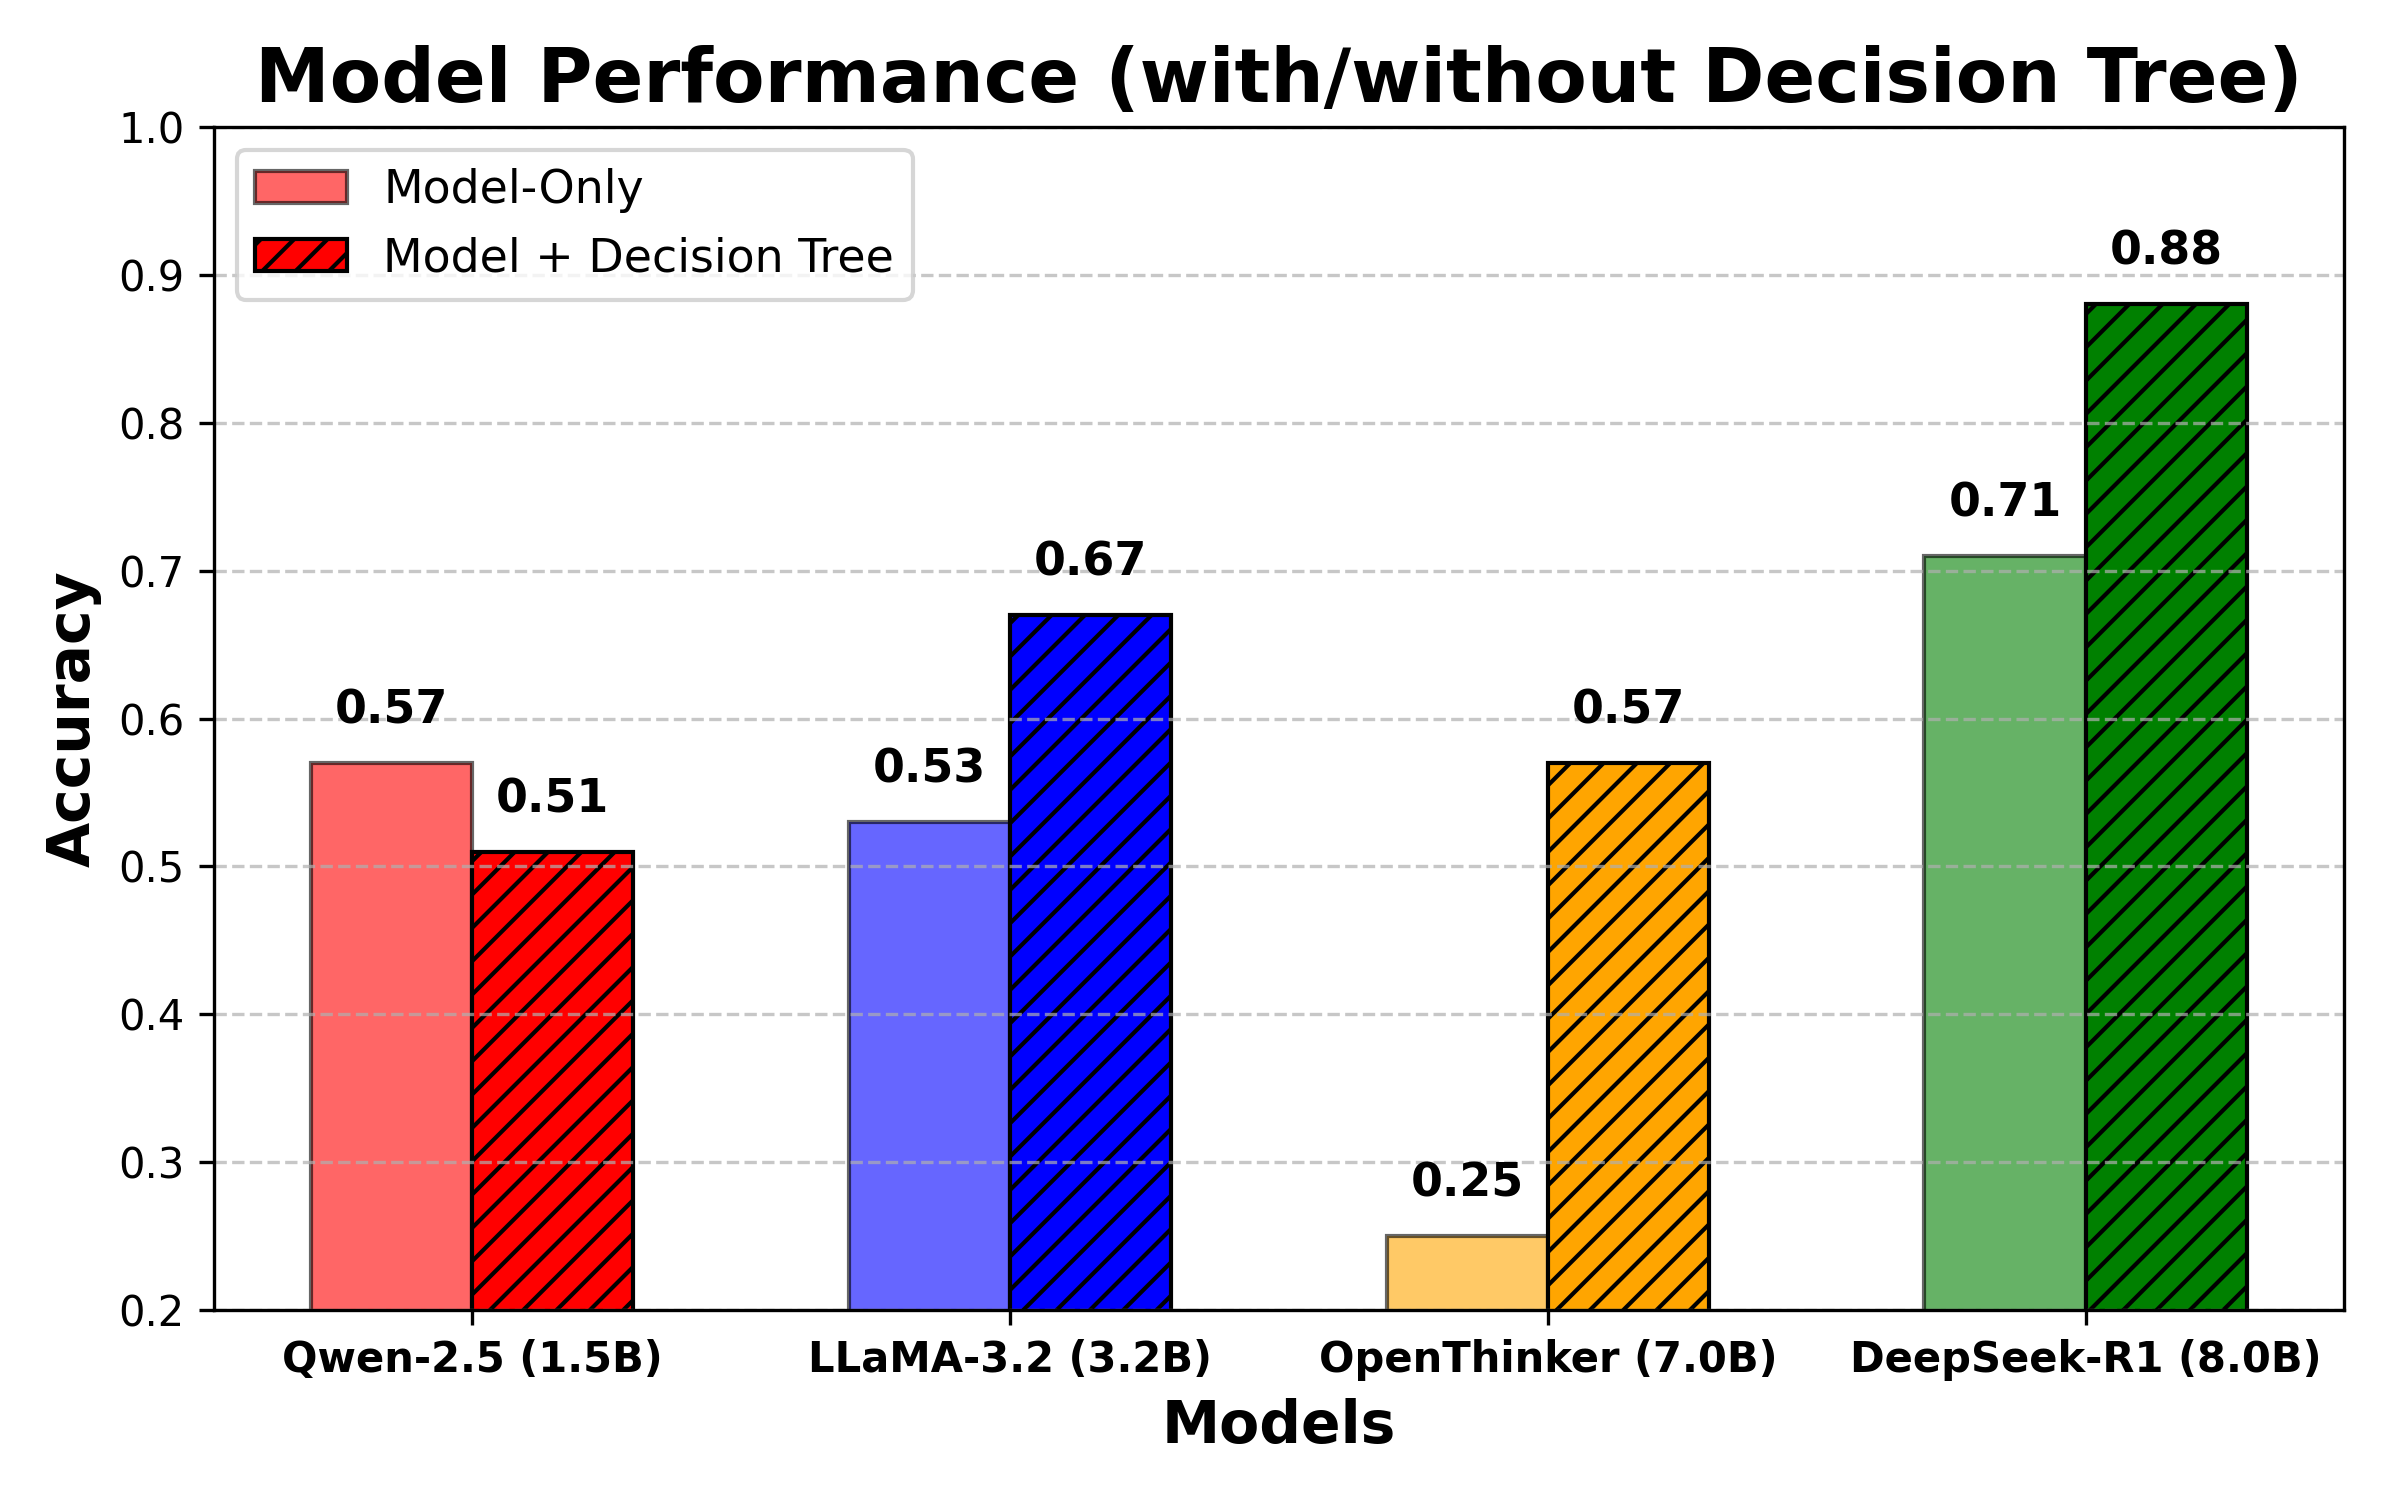 Model Performance (with/without Decision Tree)
Model-Only
Model + Decision Tree
Accuracy
1.0
0.9
0.8
0.7
0.6
0.5
0.4
0.3
0.2
0.57
0.51
0.53
0.67
0.25
0.57
0.71
0.88
Qwen-2.5 (1.5B)
LLaMA-3.2 (3.2B)
OpenThinker (7.0B)
DeepSeek-R1 (8.0B)
Models